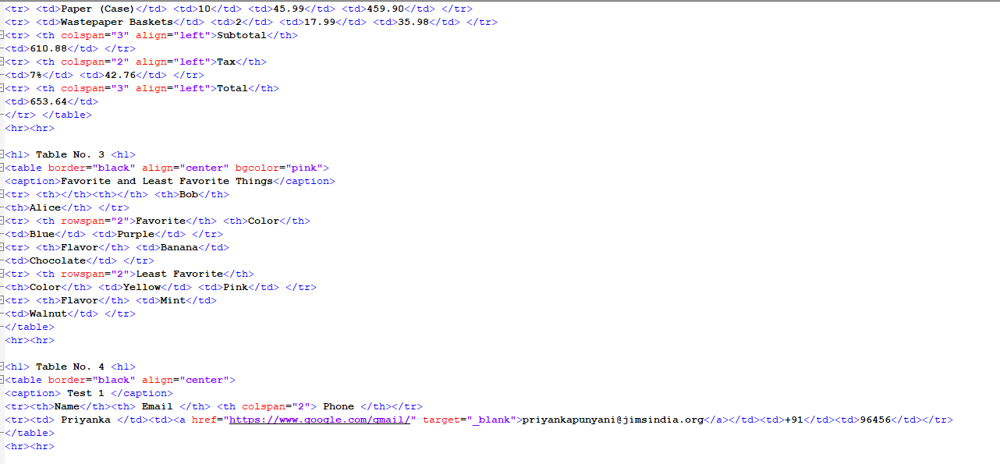 <tr> <td>Paper (Case)</td> <td>10</td> <td>45.99</td> <td>459.90</td> </tr>
<tr> <td>Wastepaper Baskets</td> <td>2</td> <td>17.99</td> <td>35.98</td> </tr>
<tr> <th colspan="3" align="left">Subtotal</th>
<td>610.88</td> </tr>
<tr> <th colspan="2" align="left">Tax</th>
<td>7%</td> <td>42.76</td> </tr>
<tr> <th colspan="3" align="left">Total</th>
<td>653.64</td>
</tr> </table>
<hr><hr>
<h1> Table No. 3 <h1>
<table border="black" align="center" bgcolor="pink">
<caption>Favorite and Least Favorite Things</caption>
<tr> <th></th><th></th> <th>Bob</th>
<th>Alice</th> </tr>
<tr> <th rowspan="2">Favorite</th> <th>Color</th>
<td>Blue</td> <td>Purple</td> </tr>
<tr> <th>Flavor</th> <td>Banana</td>
<td>Chocolate</td> </tr>
<tr> <th rowspan="2">Least Favorite</th>
<th>Color</th> <td>Yellow</td> <td>Pink</td> </tr>
<tr> <th>Flavor</th> <td>Mint</td>
<td>Walnut</td> </tr>
</table>
<hr><hr>
<h1> Table No. 4 <h1>
<table border="black" align="center">
<caption> Test 1 </caption>
<tr><th>Name</th><th> Email </th> <th colspan="2"> Phone </th></tr>
<tr><td> Priyanka </td><td><a href="https://www.google.com/gmail/" target="_blank">priyankapunyani@jimsindia.org</a></td><td>+91</td><td>96456</td></tr>
</table>
<hr><hr>